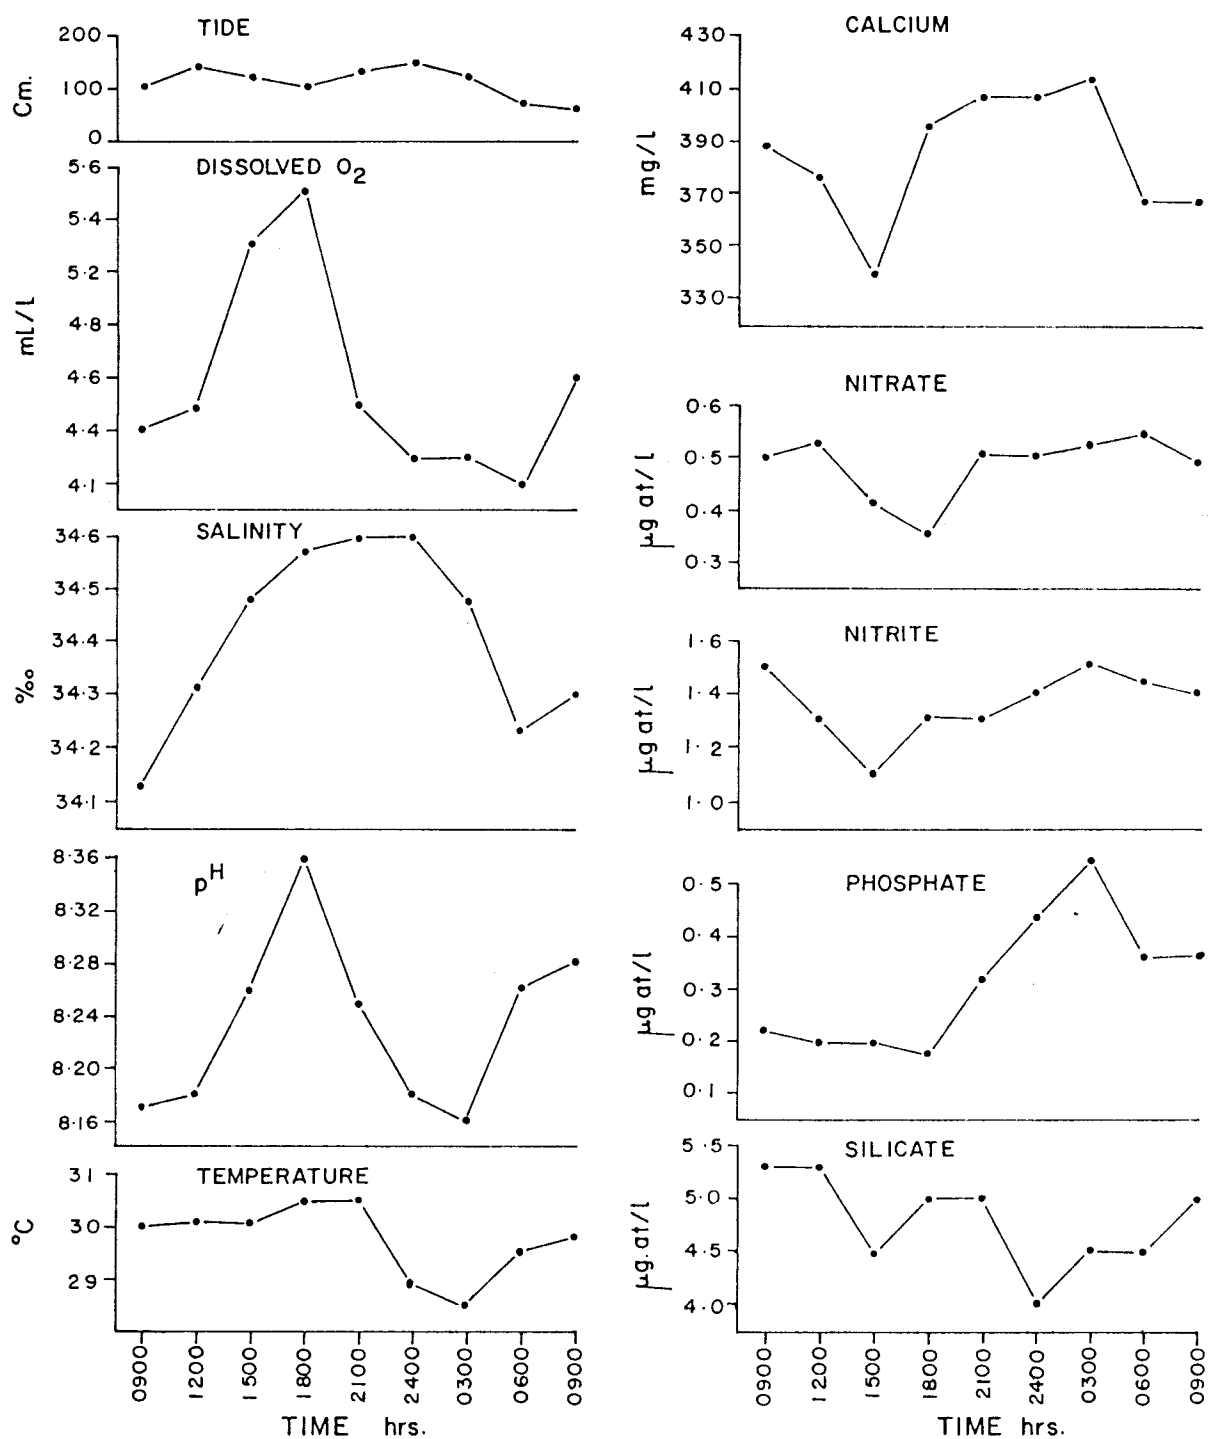 TIDE
200
100
0
Cm.
DISSOLVED O2
5·6
5·4
5·2
4·8
4·6
4·4
4·1
ml/l
SALINITY
34·6
34·5
34·4
34·3
34·2
34·1
‰
pH
8·36
8·32
8·28
8·24
8·20
8·16
TEMPERATURE
31
30
29
°C
0900 1200 1500 1800 2100 2400 0300 0600 0900
TIME hrs.
CALCIUM
430
410
390
370
350
330
mg/l
NITRATE
0·6
0·5
0·4
0·3
µg at/l
NITRITE
1·6
1·4
1·2
1·0
µg at/l
PHOSPHATE
0·5
0·4
0·3
0·2
0·1
µg at/l
SILICATE
5·5
5·0
4·5
4·0
µg.at/l
0900 1200 1500 1800 2100 2400 0300 0600 0900
TIME hrs.